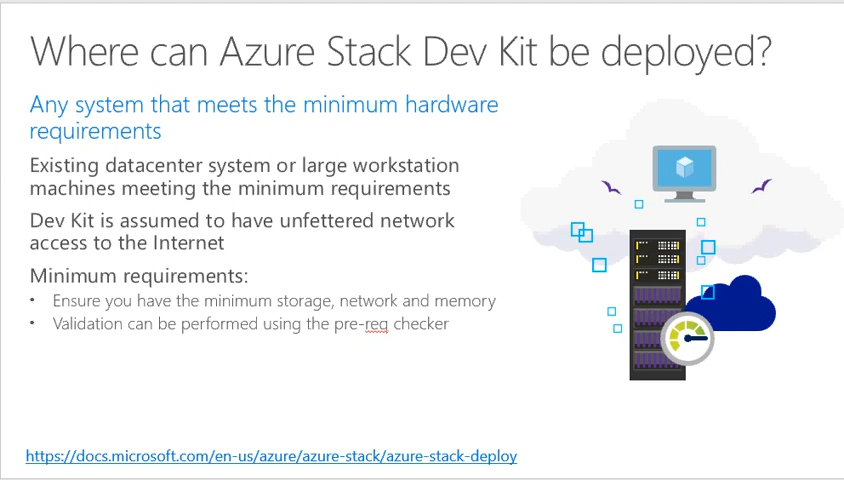 Where can Azure Stack Dev Kit be deployed?
Any system that meets the minimum hardware
requirements
Existing datacenter system or large workstation
machines meeting the minimum requirements
Dev Kit is assumed to have unfettered network
access to the Internet
Minimum requirements:
• Ensure you have the minimum storage, network and memory
• Validation can be performed using the pre-req checker
https://docs.microsoft.com/en-us/azure/azure-stack/azure-stack-deploy